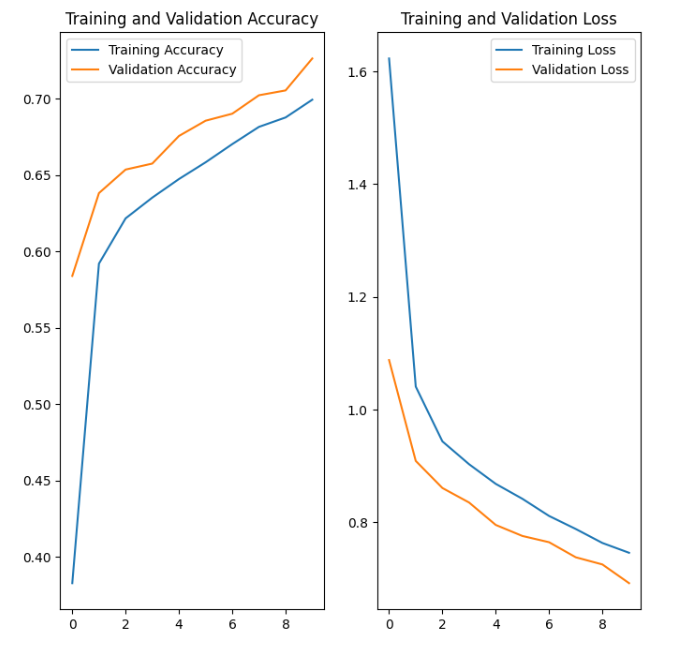 Training and Validation Accuracy
Training Accuracy
Validation Accuracy
0.70
0.65
0.60
0.55
0.50
0.45
0.40
0 2 4 6 8
Training and Validation Loss
Training Loss
Validation Loss
1.6
1.4
1.2
1.0
0.8
0 2 4 6 8